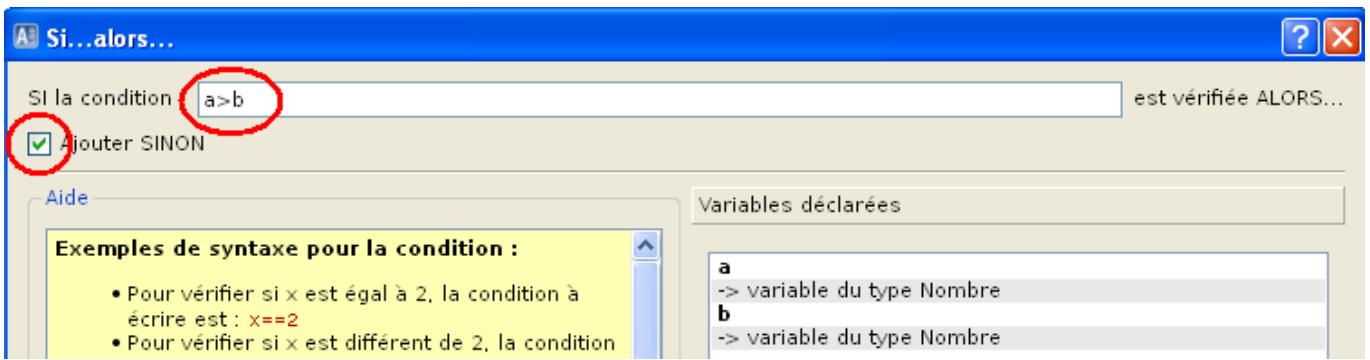 Si...alors...
SI la condition : a>b est vérifiée ALORS...
Ajouter SINON
Aide
Variables déclarées
Exemples de syntaxe pour la condition :
• Pour vérifier si x est égal à 2, la condition à
écrire est : x==2
• Pour vérifier si x est différent de 2, la condition
a
-> variable du type Nombre
b
-> variable du type Nombre